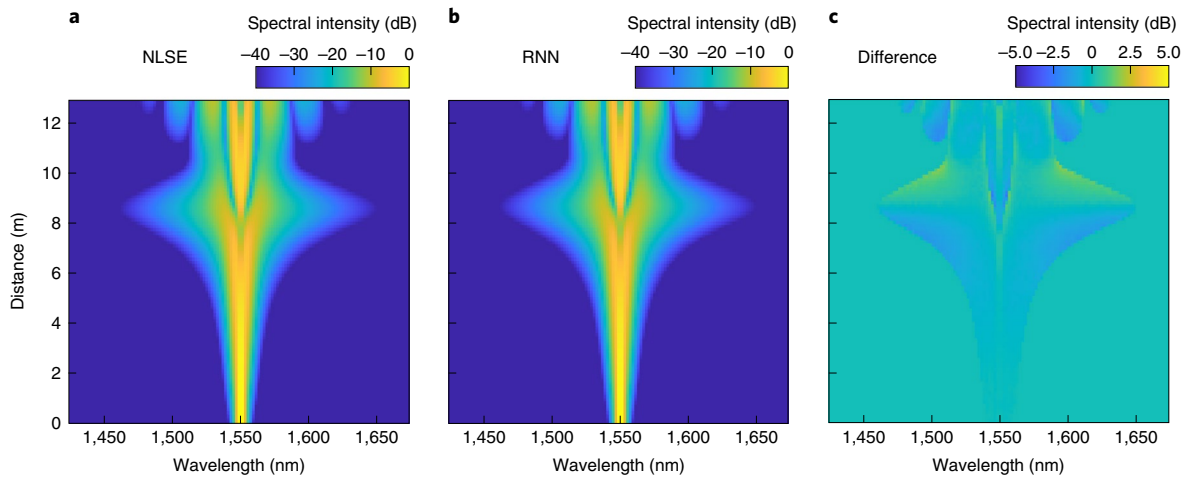 a b c
Spectral intensity (dB) Spectral intensity (dB) Spectral intensity (dB)
NLSE –40 –30 –20 –10 0 RNN –40 –30 –20 –10 0 Difference –5.0 –2.5 0 2.5 5.0
12
10
8
6
4
2
0
Distance (m)
1,450 1,500 1,550 1,600 1,650 1,450 1,500 1,550 1,600 1,650 1,450 1,500 1,550 1,600 1,650
Wavelength (nm) Wavelength (nm) Wavelength (nm)